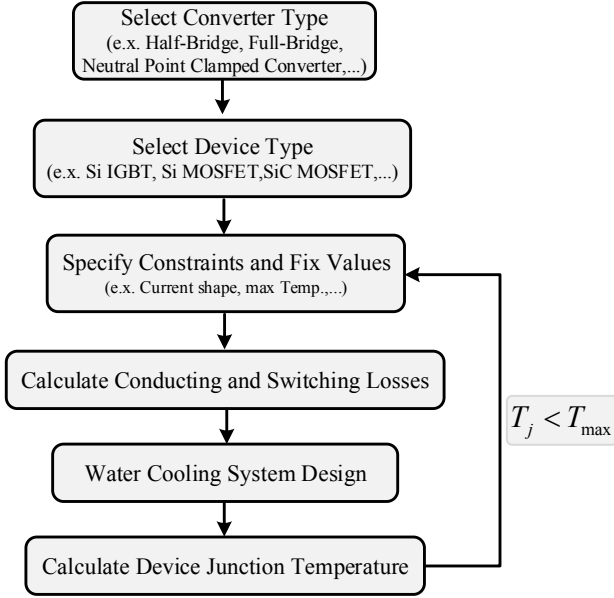 Select Converter Type
(e.x. Half-Bridge, Full-Bridge,
Neutral Point Clamped Converter,...)
Select Device Type
(e.x. Si IGBT, Si MOSFET,SiC MOSFET,...)
Specify Constraints and Fix Values
(e.x. Current shape, max Temp.,...)
Calculate Conducting and Switching Losses
T_j < T_max
Water Cooling System Design
Calculate Device Junction Temperature